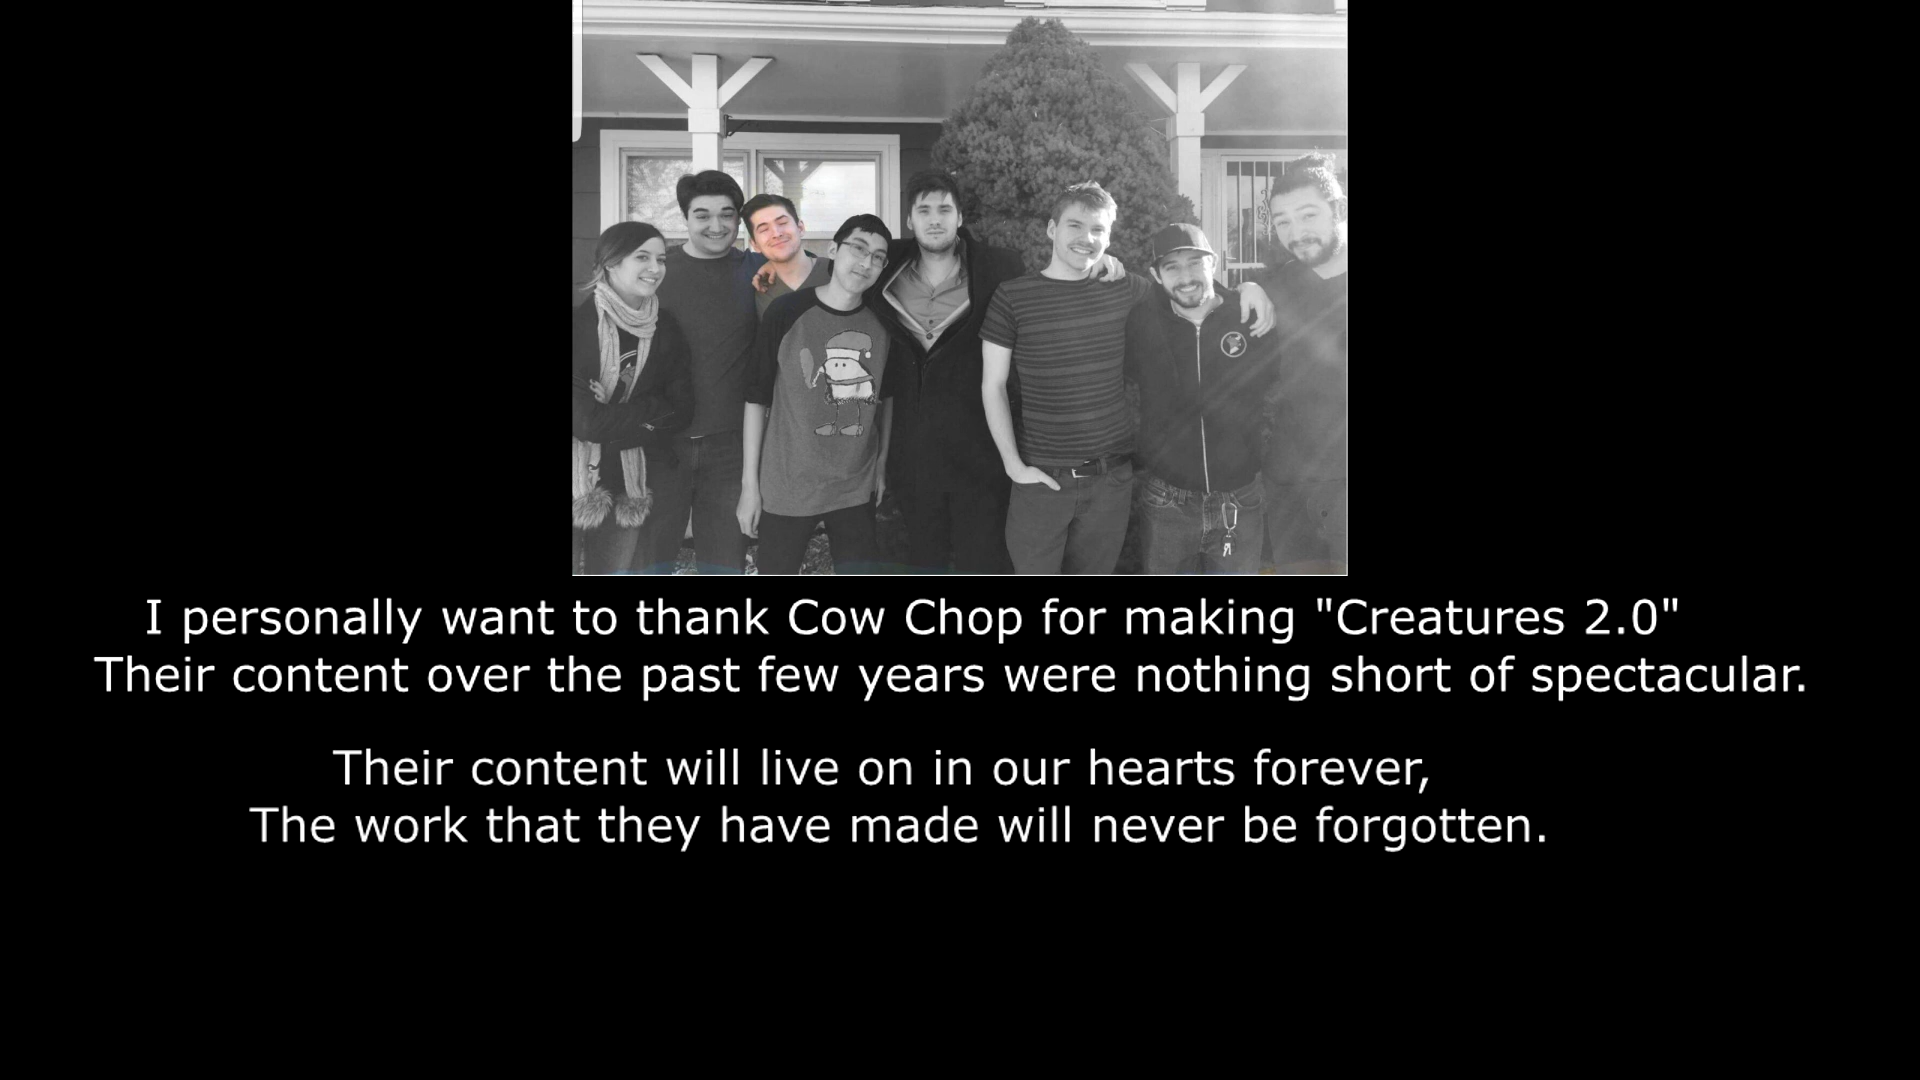 I personally want to thank Cow Chop for making "Creatures 2.0"
Their content over the past few years were nothing short of spectacular.
Their content will live on in our hearts forever,
The work that they have made will never be forgotten.